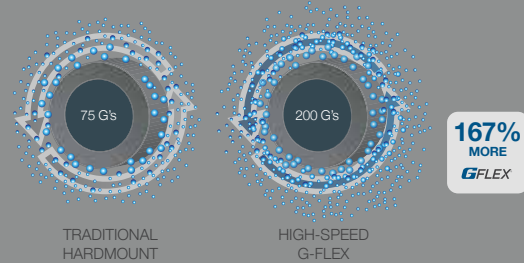 75 G's
200 G's
167%
MORE
GFLEX
TRADITIONAL
HARDMOUNT
HIGH-SPEED
G-FLEX